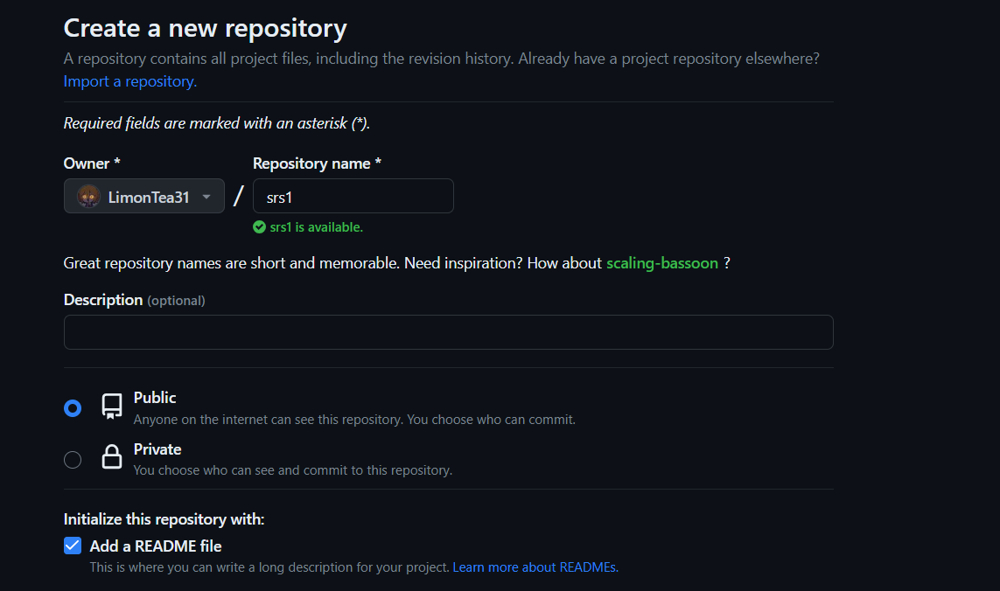 Create a new repository
A repository contains all project files, including the revision history. Already have a project repository elsewhere?
Import a repository.
Required fields are marked with an asterisk (*).
Owner * Repository name *
LimonTea31 / srs1
srs1 is available.
Great repository names are short and memorable. Need inspiration? How about scaling-bassoon ?
Description (optional)
Public
Anyone on the internet can see this repository. You choose who can commit.
Private
You choose who can see and commit to this repository.
Initialize this repository with:
Add a README file
This is where you can write a long description for your project. Learn more about READMEs.